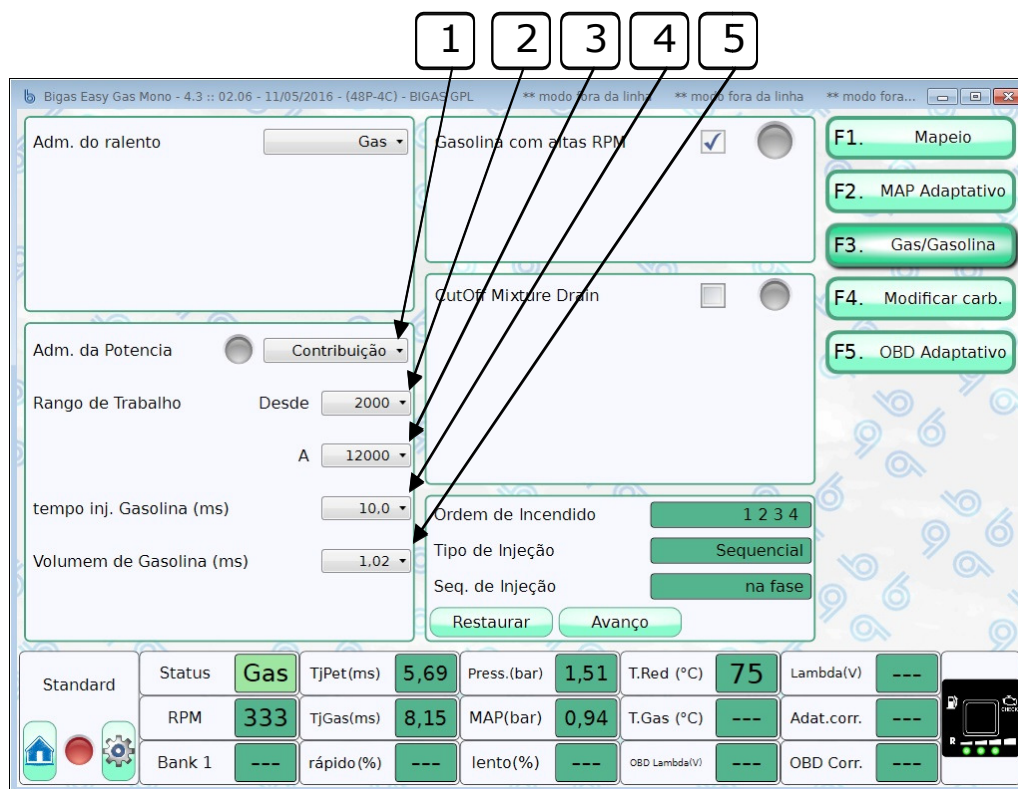 1 2 3 4 5
Bigas Easy Gas Mono - 4.3 :: 02.06 - 11/05/2016 - (48P-4C) - BIGAS GPL ** modo fora da linha ** modo fora da linha ** modo fora...
Adm. do ralento Gas
Gasolina com altas RPM
CutOff Mixture Drain
Adm. da Potencia Contribuição
Rango de Trabalho Desde 2000
A 12000
tempo inj. Gasolina (ms) 10,0
Volumem de Gasolina (ms) 1,02
Ordem de Incendido 1 2 3 4
Tipo de Injeção Sequencial
Seq. de Injeção na fase
Restaurar Avanço
F1. Mapeio
F2. MAP Adaptativo
F3. Gas/Gasolina
F4. Modificar carb.
F5. OBD Adaptativo
Standard
Status Gas TjPet(ms) 5,69 Press.(bar) 1,51 T.Red (°C) 75 Lambda(V) ---
RPM 333 TjGas(ms) 8,15 MAP(bar) 0,94 T.Gas (°C) --- Adat.corr. ---
Bank 1 --- rápido(%) --- lento(%) --- OBD Lambda(V) --- OBD Corr. ---
CHECK
R